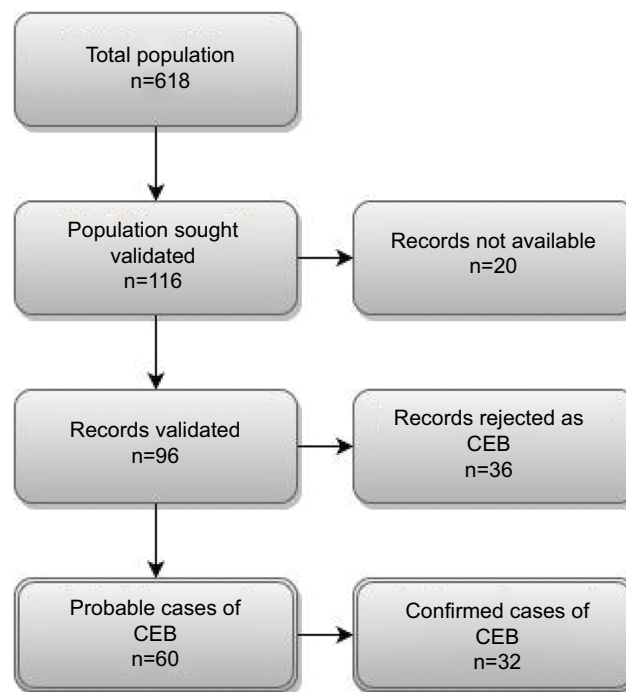 Total population
n=618
Population sought
validated
n=116
Records not available
n=20
Records validated
n=96
Records rejected as
CEB
n=36
Probable cases of
CEB
n=60
Confirmed cases of
CEB
n=32